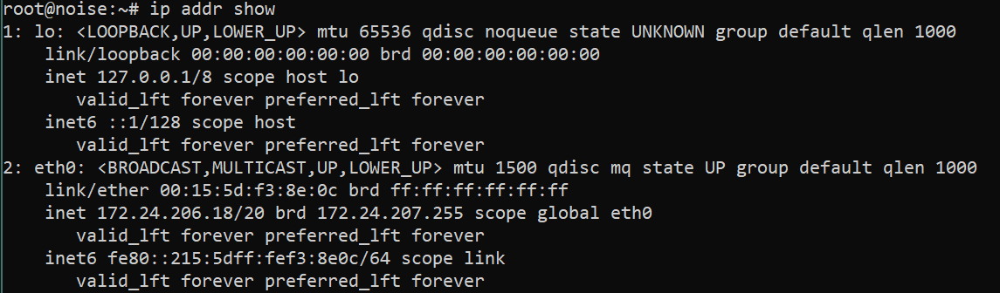 root@noise:~# ip addr show
1: lo: <LOOPBACK,UP,LOWER_UP> mtu 65536 qdisc noqueue state UNKNOWN group default qlen 1000
    link/loopback 00:00:00:00:00:00 brd 00:00:00:00:00:00
    inet 127.0.0.1/8 scope host lo
       valid_lft forever preferred_lft forever
    inet6 ::1/128 scope host
       valid_lft forever preferred_lft forever
2: eth0: <BROADCAST,MULTICAST,UP,LOWER_UP> mtu 1500 qdisc mq state UP group default qlen 1000
    link/ether 00:15:5d:f3:8e:0c brd ff:ff:ff:ff:ff:ff
    inet 172.24.206.18/20 brd 172.24.207.255 scope global eth0
       valid_lft forever preferred_lft forever
    inet6 fe80::215:5dff:fef3:8e0c/64 scope link
       valid_lft forever preferred_lft forever